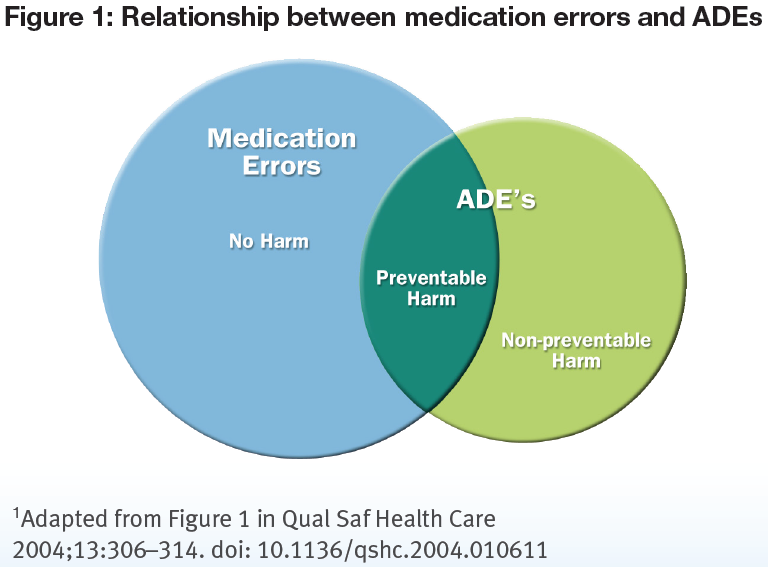 Figure 1: Relationship between medication errors and ADEs
Medication
Errors
ADE's
No Harm
Preventable
Harm
Non-preventable
Harm
¹Adapted from Figure 1 in Qual Saf Health Care
2004;13:306–314. doi: 10.1136/qshc.2004.010611